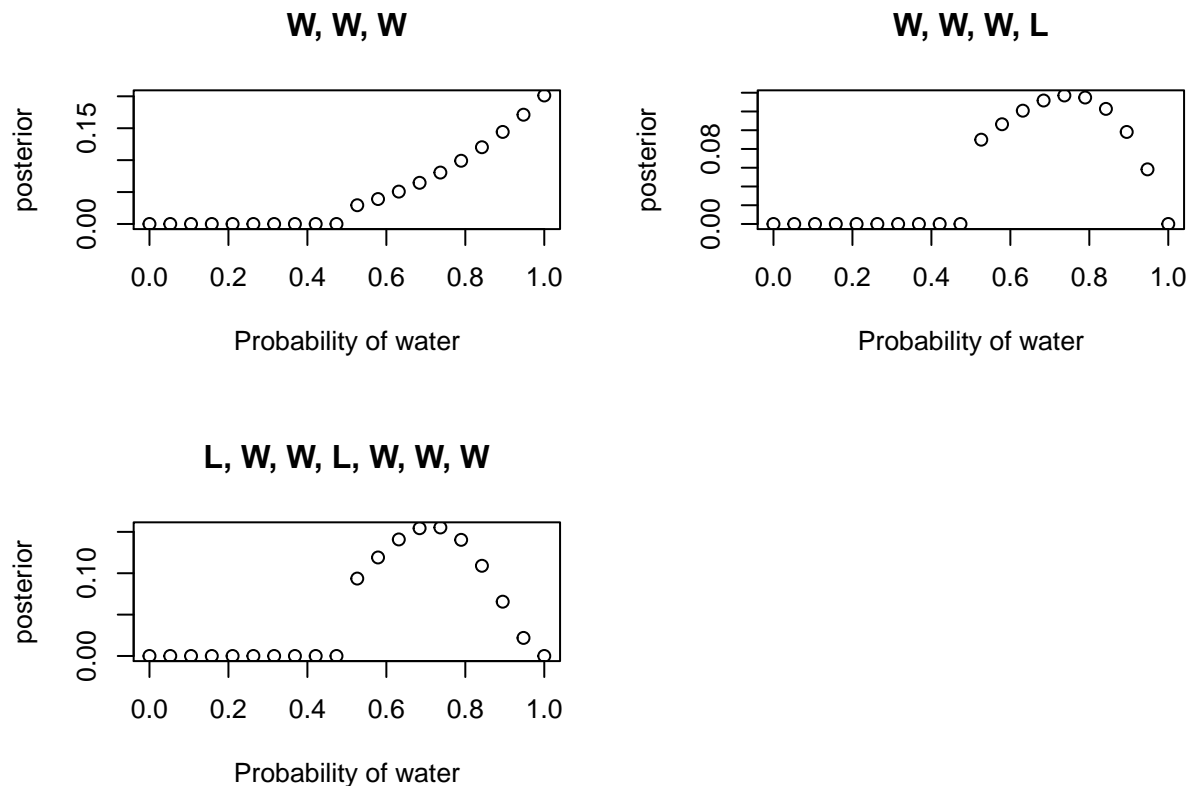 W, W, W
posterior
0.00 0.15
0.0 0.2 0.4 0.6 0.8 1.0
Probability of water
W, W, W, L
posterior
0.00 0.08
0.0 0.2 0.4 0.6 0.8 1.0
Probability of water
L, W, W, L, W, W, W
posterior
0.00 0.10
0.0 0.2 0.4 0.6 0.8 1.0
Probability of water